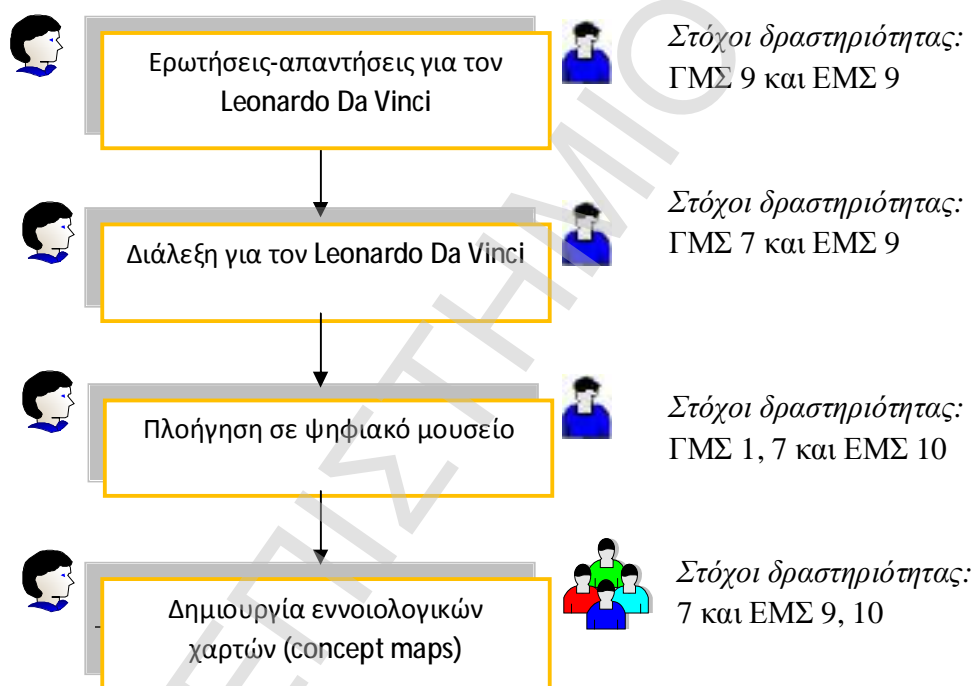 Ερωτήσεις-απαντήσεις για τον
Leonardo Da Vinci
Στόχοι δραστηριότητας:
ΓΜΣ 9 και ΕΜΣ 9
Διάλεξη για τον Leonardo Da Vinci
Στόχοι δραστηριότητας:
ΓΜΣ 7 και ΕΜΣ 9
Πλοήγηση σε ψηφιακό μουσείο
Στόχοι δραστηριότητας:
ΓΜΣ 1, 7 και ΕΜΣ 10
Δημιουργία εννοιολογικών
χαρτών (concept maps)
Στόχοι δραστηριότητας:
7 και ΕΜΣ 9, 10
ΕΠΙΣΤΗΜΙΟ